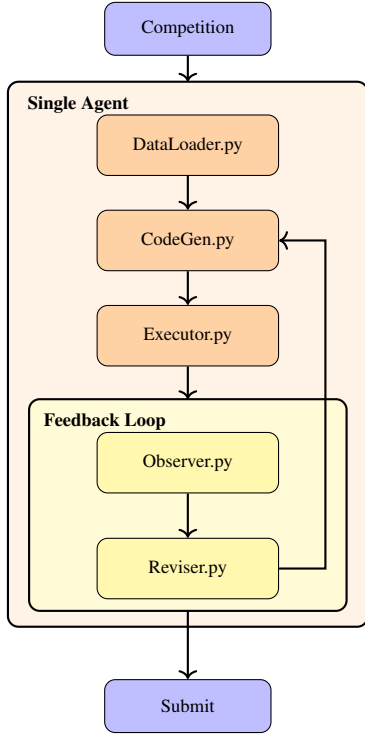 Competition
Single Agent
DataLoader.py
CodeGen.py
Executor.py
Feedback Loop
Observer.py
Reviser.py
Submit